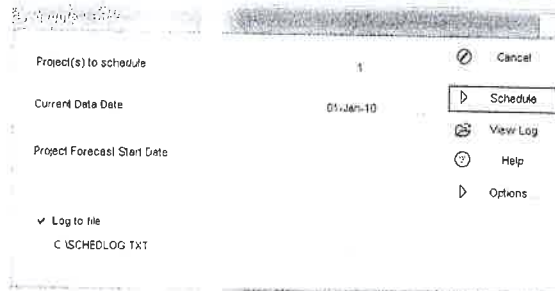 Project(s) to schedule 1
Cancel
Current Data Date 01-Jan-10
Schedule
View Log
Project Forecast Start Date
Help
Options
Log to file
C:\SCHEDLOG TXT